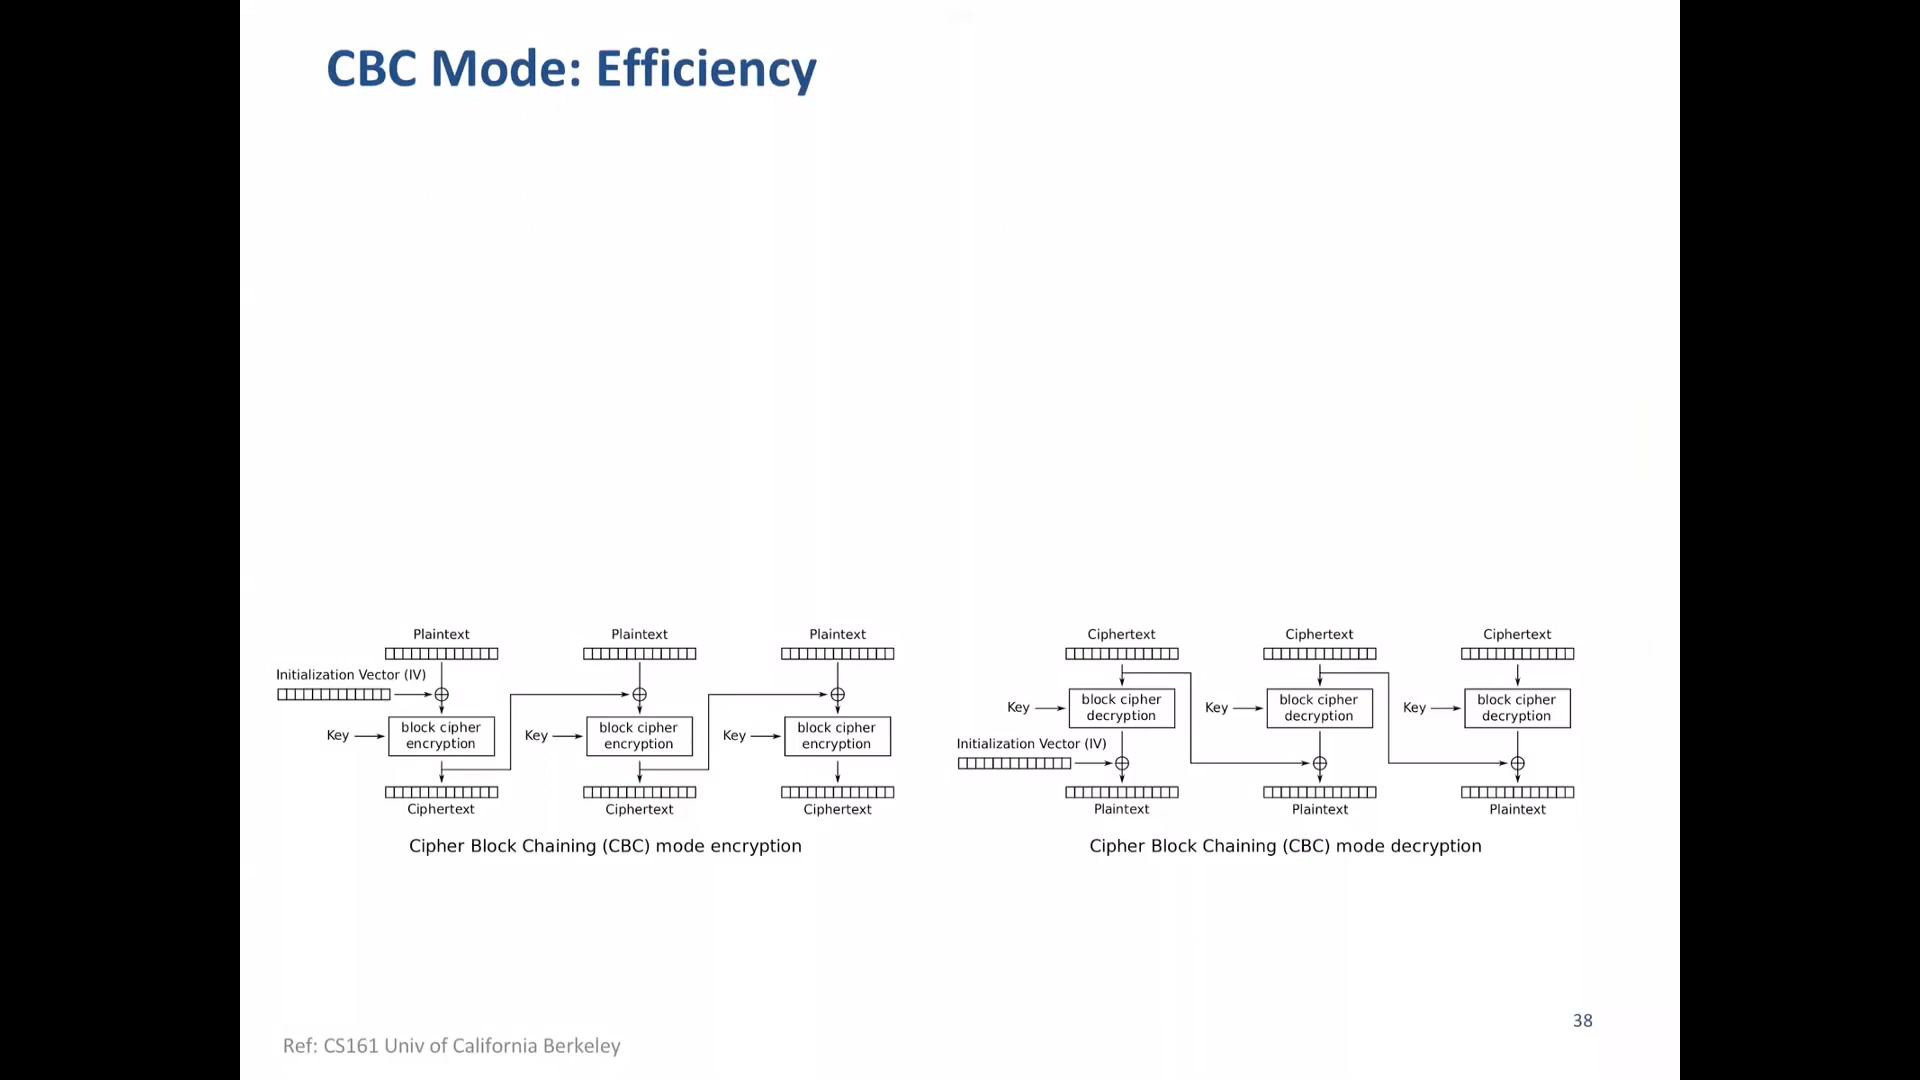 CBC Mode: Efficiency
Plaintext Plaintext Plaintext
Initialization Vector (IV)
Key block cipher encryption Key block cipher encryption Key block cipher encryption
Ciphertext Ciphertext Ciphertext
Cipher Block Chaining (CBC) mode encryption
Ciphertext Ciphertext Ciphertext
Key block cipher decryption Key block cipher decryption Key block cipher decryption
Initialization Vector (IV)
Plaintext Plaintext Plaintext
Cipher Block Chaining (CBC) mode decryption
38
Ref: CS161 Univ of California Berkeley